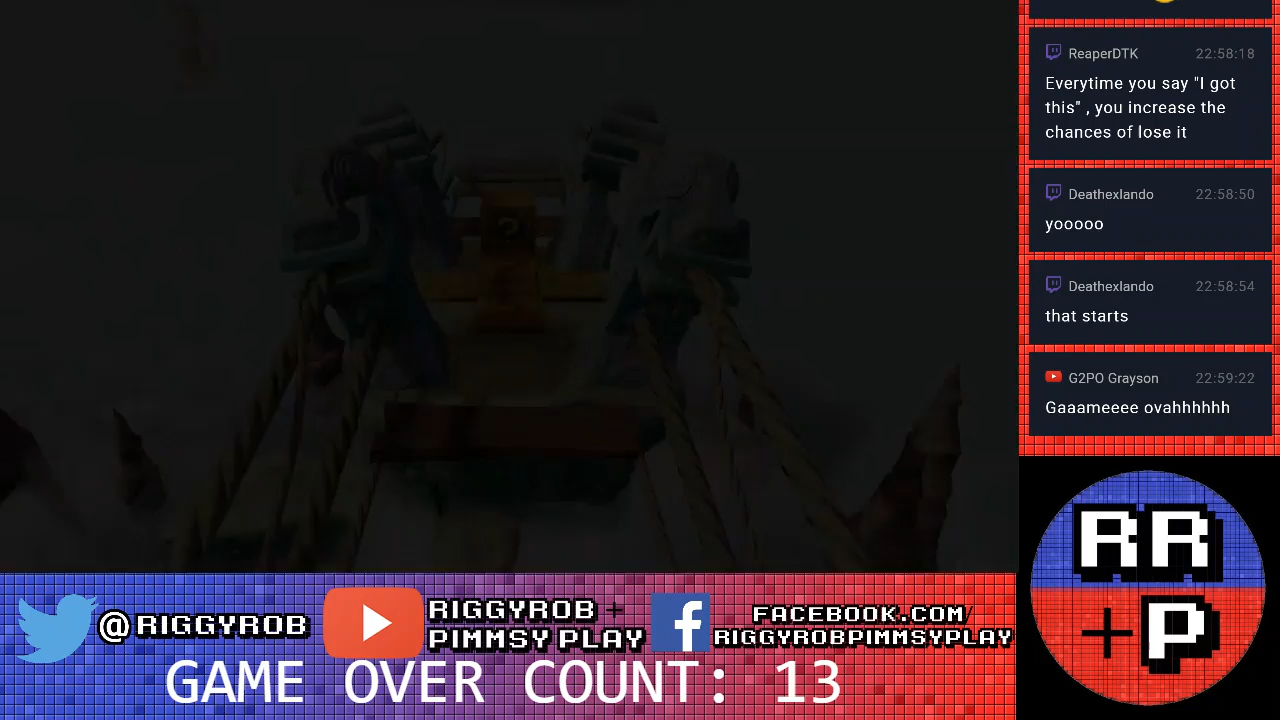 ReaperDTK 22:58:18
Everytime you say "I got
this" , you increase the
chances of lose it
Deathexlando 22:58:50
yooooo
Deathexlando 22:58:54
that starts
G2PO Grayson 22:59:22
Gaaameeee ovahhhhhh
?
RR
+P
@RIGGYROB
RIGGYROB +
PIMMSY PLAY
FACEBOOK.COM/
RIGGYROBPIMMSYPLAY
GAME OVER COUNT: 13